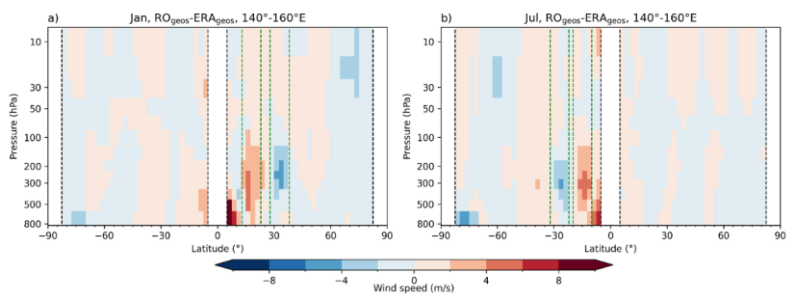 a) Jan, ROgeos-ERAgeos, 140°-160°E
b) Jul, ROgeos-ERAgeos, 140°-160°E
Pressure (hPa)
10
30
50
100
200
300
500
800
−90 −60 −30 0 30 60 90
Latitude (°)
Pressure (hPa)
10
30
50
100
200
300
500
800
−90 −60 −30 0 30 60 90
Latitude (°)
−8 −4 0 4 8
Wind speed (m/s)